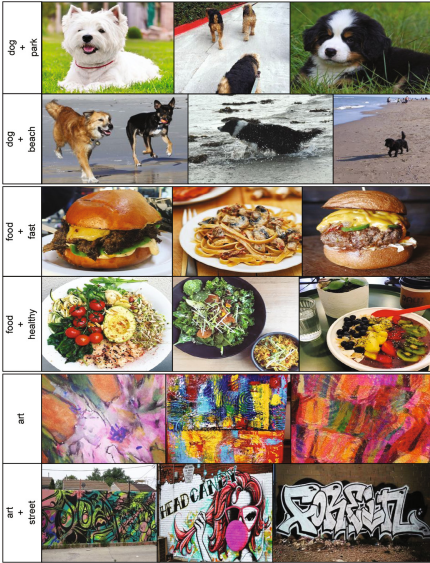 dog
+
park
dog
+
beach
food
+
fast
food
+
healthy
art
art
+
street
HEAD CANDY